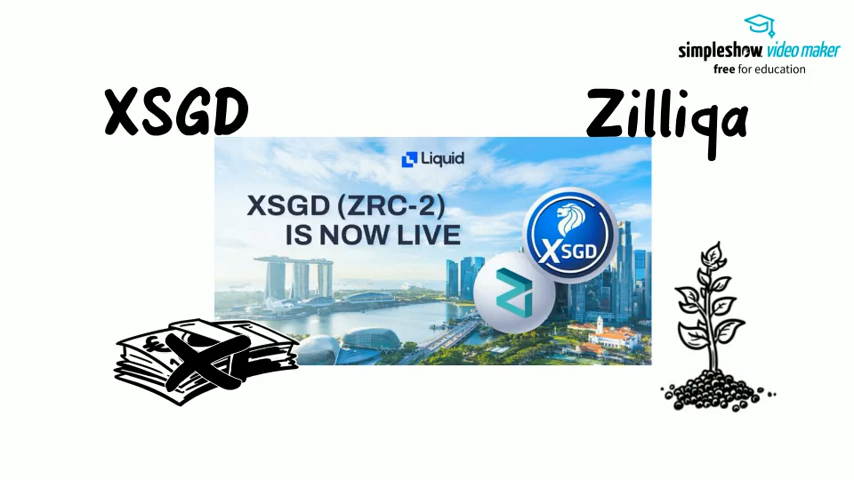 simpleshow video maker
free for education
XSGD
Zilliqa
Liquid
XSGD (ZRC-2)
IS NOW LIVE
XSGD